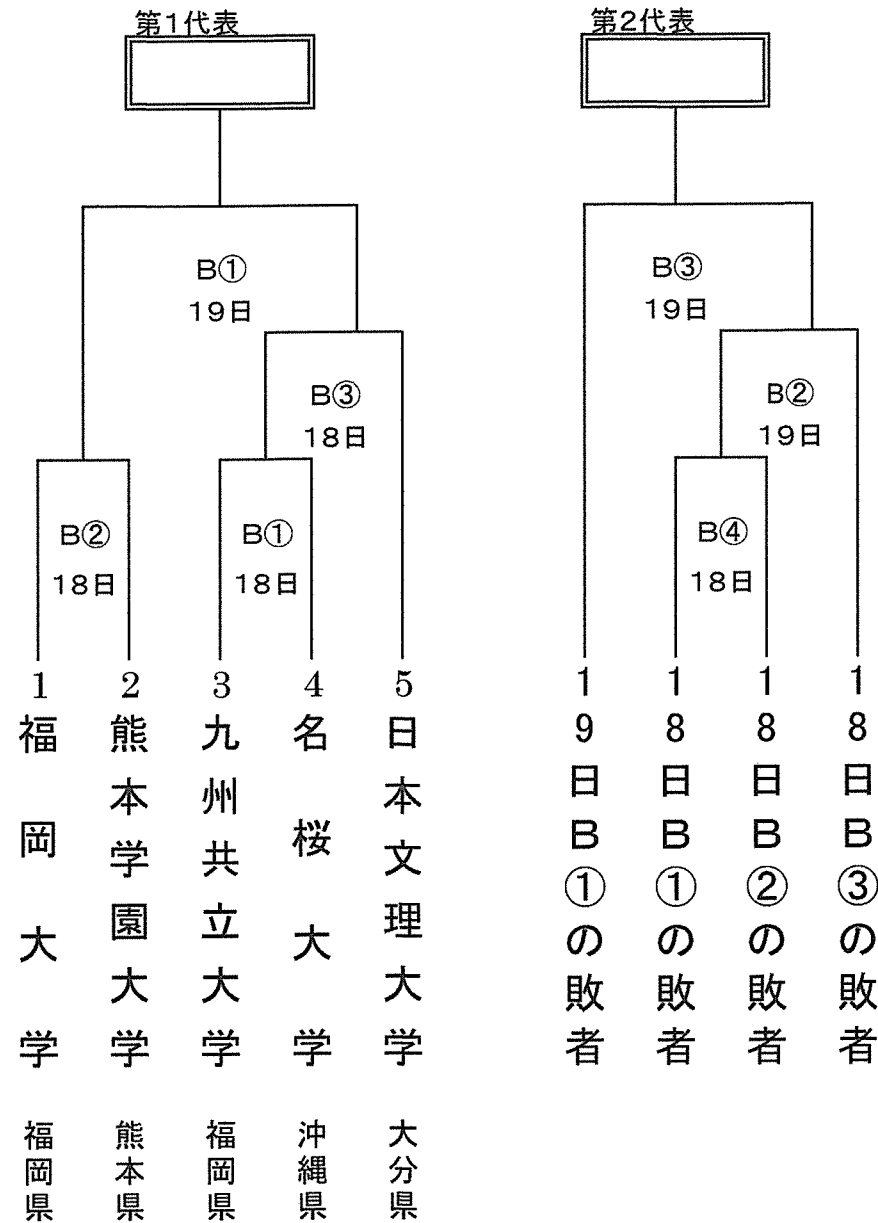 第1代表
第2代表
B①
19日
B③
19日
B③
18日
B②
19日
B②
18日
B①
18日
B④
18日
1
福岡大学
福岡県
2
熊本学園大学
熊本県
3
九州共立大学
福岡県
4
名桜大学
沖縄県
5
日本文理大学
大分県
19日B①の敗者
18日B①の敗者
18日B②の敗者
18日B③の敗者